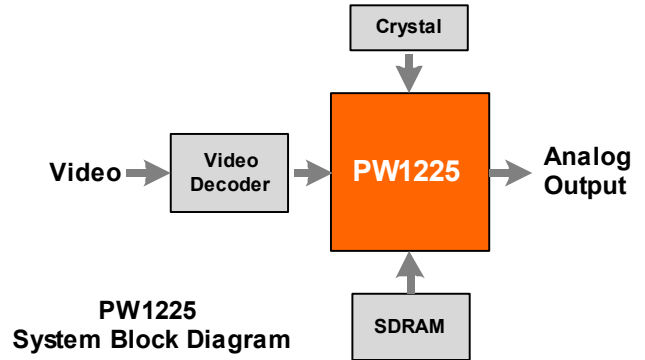 Crystal
Video
Video
Decoder
PW1225
Analog
Output
SDRAM
PW1225
System Block Diagram